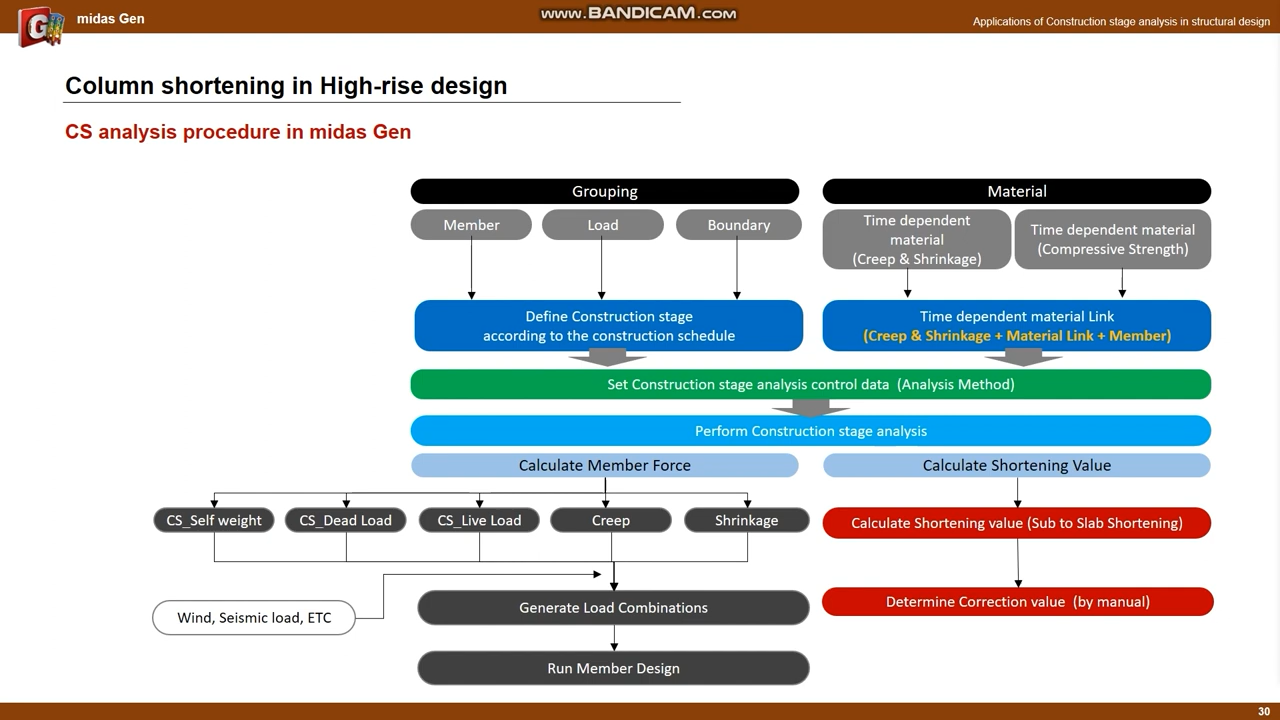 midas Gen
www.BANDICAM.com
Applications of Construction stage analysis in structural design
Column shortening in High-rise design
CS analysis procedure in midas Gen
Grouping
Material
Member
Load
Boundary
Time dependent
material
(Creep & Shrinkage)
Time dependent material
(Compressive Strength)
Define Construction stage
according to the construction schedule
Time dependent material Link
(Creep & Shrinkage + Material Link + Member)
Set Construction stage analysis control data (Analysis Method)
Perform Construction stage analysis
Calculate Member Force
Calculate Shortening Value
CS_Self weight
CS_Dead Load
CS_Live Load
Creep
Shrinkage
Calculate Shortening value (Sub to Slab Shortening)
Wind, Seismic load, ETC
Generate Load Combinations
Determine Correction value (by manual)
Run Member Design
30